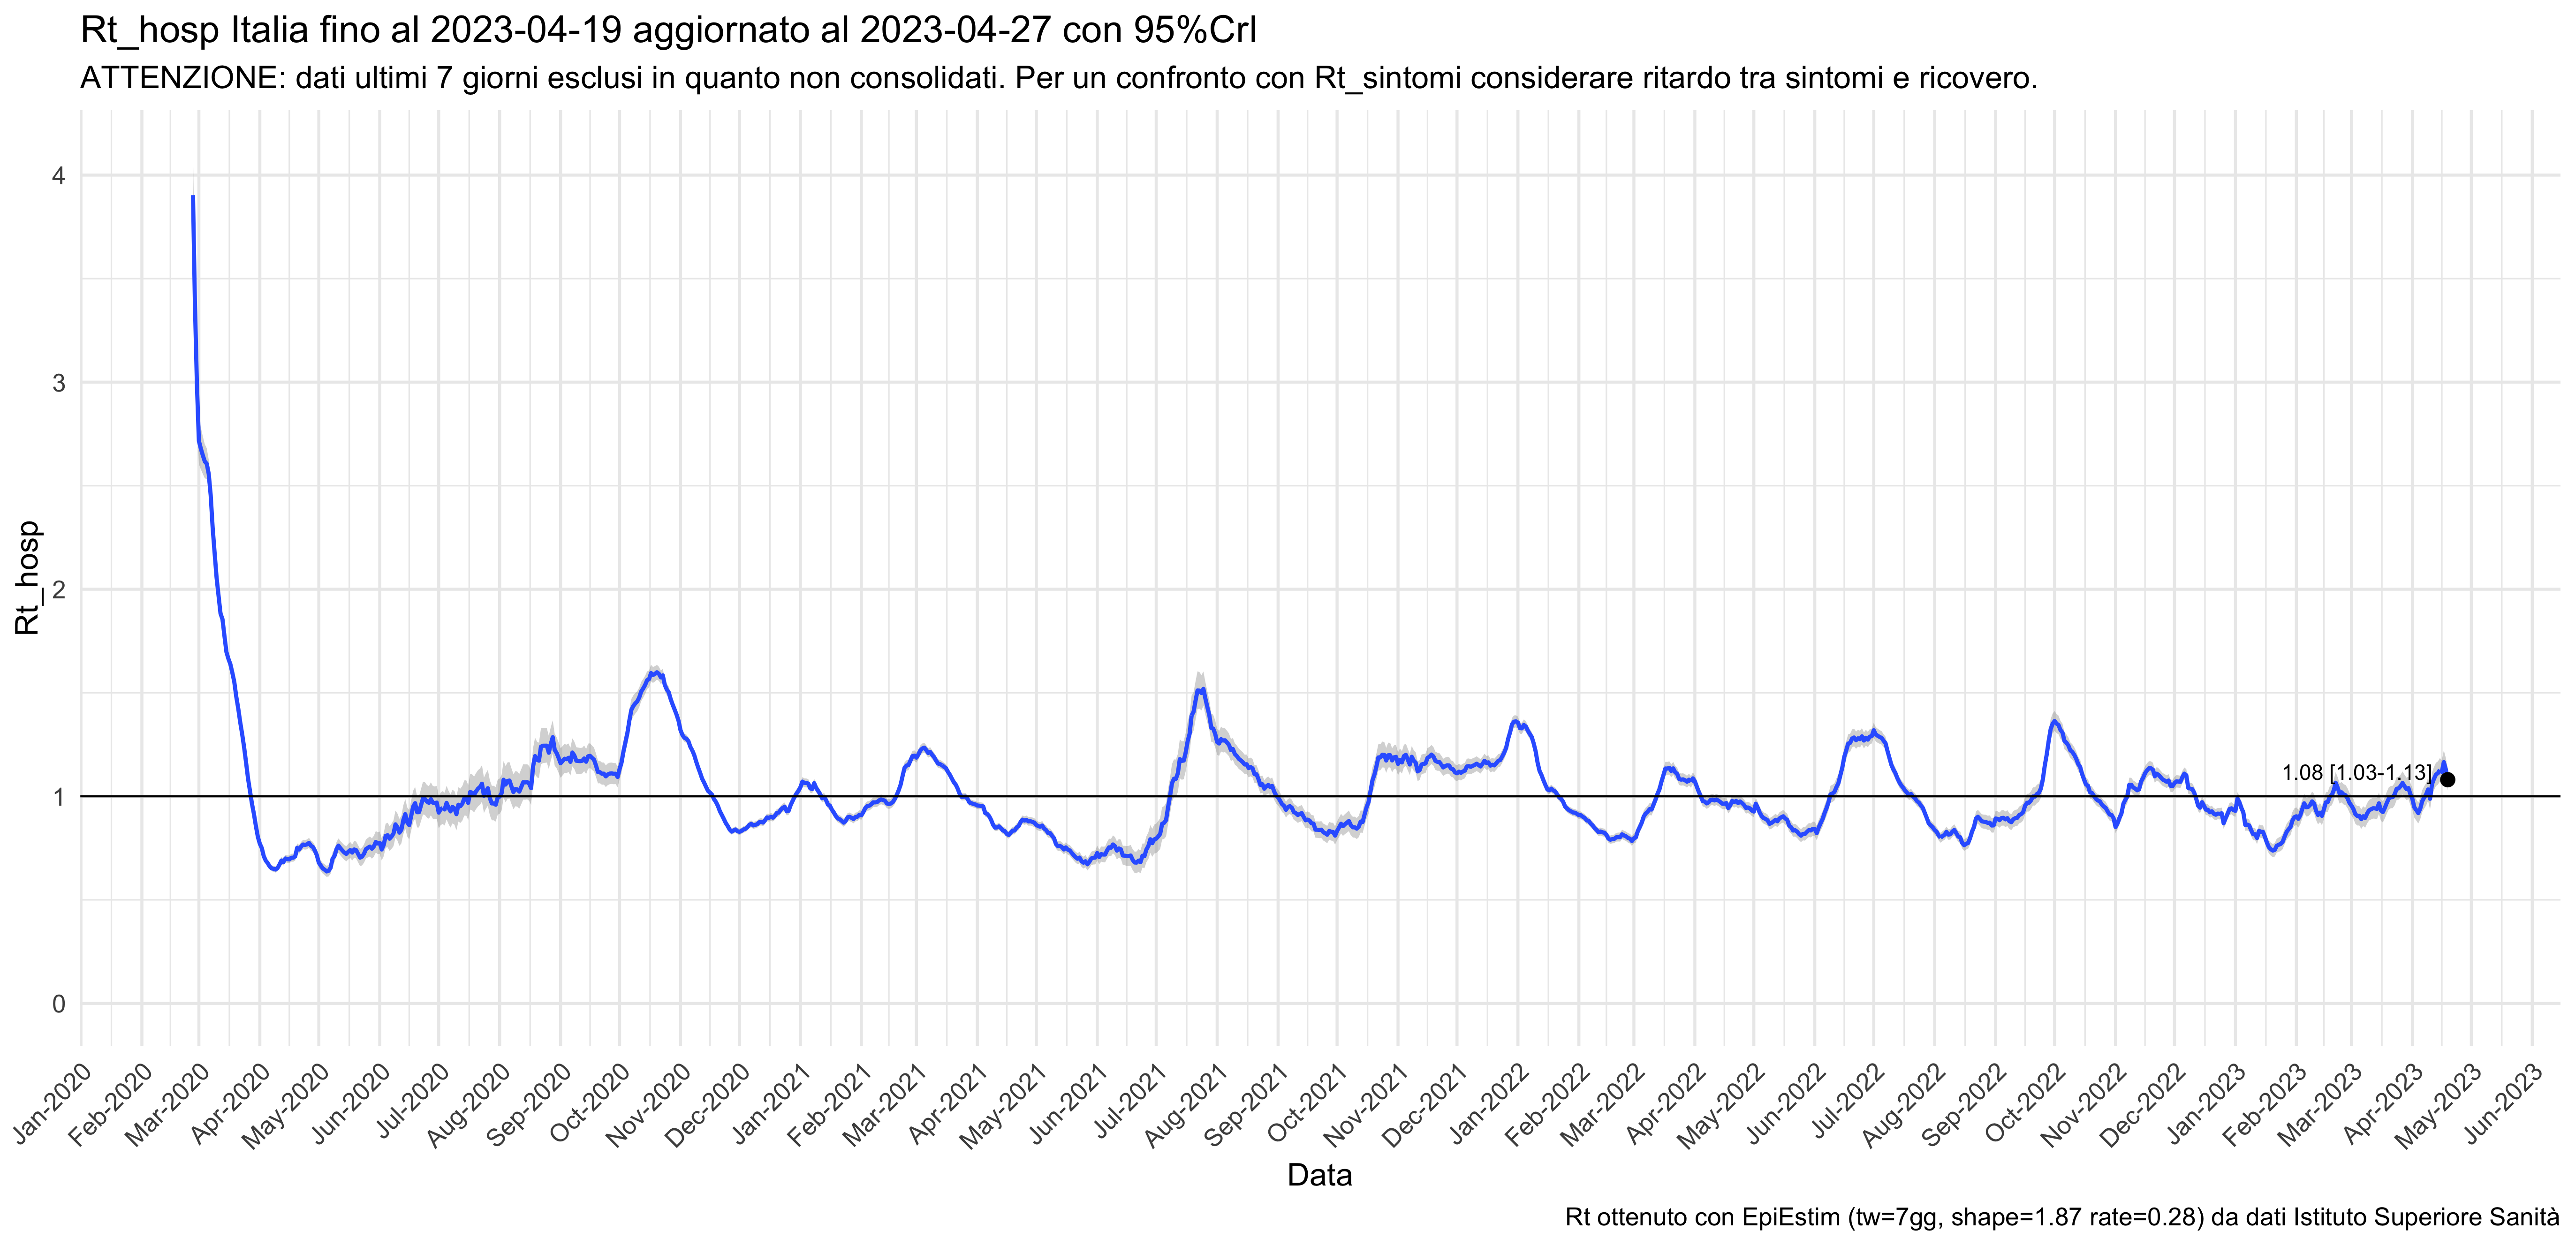 Rt_hosp Italia fino al 2023-04-19 aggiornato al 2023-04-27 con 95%CrI
ATTENZIONE: dati ultimi 7 giorni esclusi in quanto non consolidati. Per un confronto con Rt_sintomi considerare ritardo tra sintomi e ricovero.
4
3
2
1
0
Rt_hosp
1.08 [1.03-1.13]
Jan-2020
Feb-2020
Mar-2020
Apr-2020
May-2020
Jun-2020
Jul-2020
Aug-2020
Sep-2020
Oct-2020
Nov-2020
Dec-2020
Jan-2021
Feb-2021
Mar-2021
Apr-2021
May-2021
Jun-2021
Jul-2021
Aug-2021
Sep-2021
Oct-2021
Nov-2021
Dec-2021
Jan-2022
Feb-2022
Mar-2022
Apr-2022
May-2022
Jun-2022
Jul-2022
Aug-2022
Sep-2022
Oct-2022
Nov-2022
Dec-2022
Jan-2023
Feb-2023
Mar-2023
Apr-2023
May-2023
Jun-2023
Data
Rt ottenuto con EpiEstim (tw=7gg, shape=1.87 rate=0.28) da dati Istituto Superiore Sanità